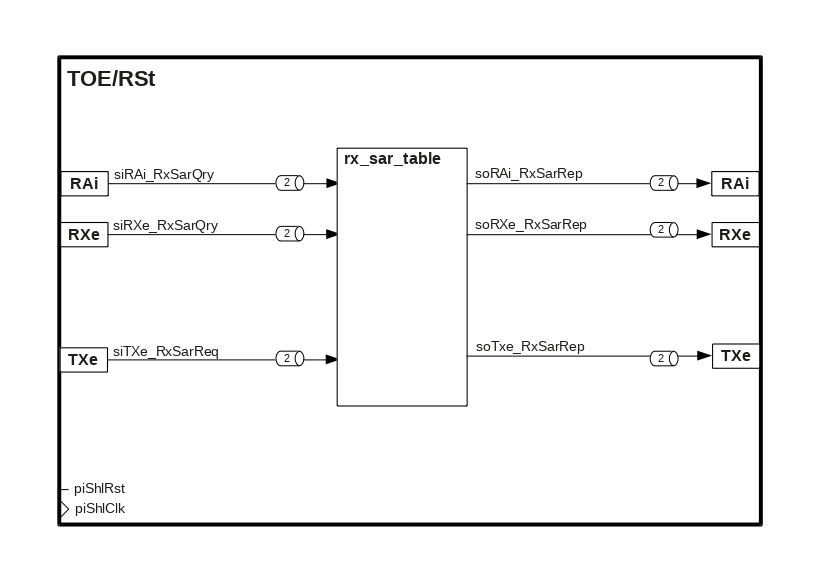 TOE/RSt
rx_sar_table
RAi
siRAi_RxSarQry
2
soRAi_RxSarRep
2
RAi
RXe
siRXe_RxSarQry
2
soRXe_RxSarRep
2
RXe
TXe
siTXe_RxSarReq
2
soTxe_RxSarRep
2
TXe
piShlRst
piShlClk